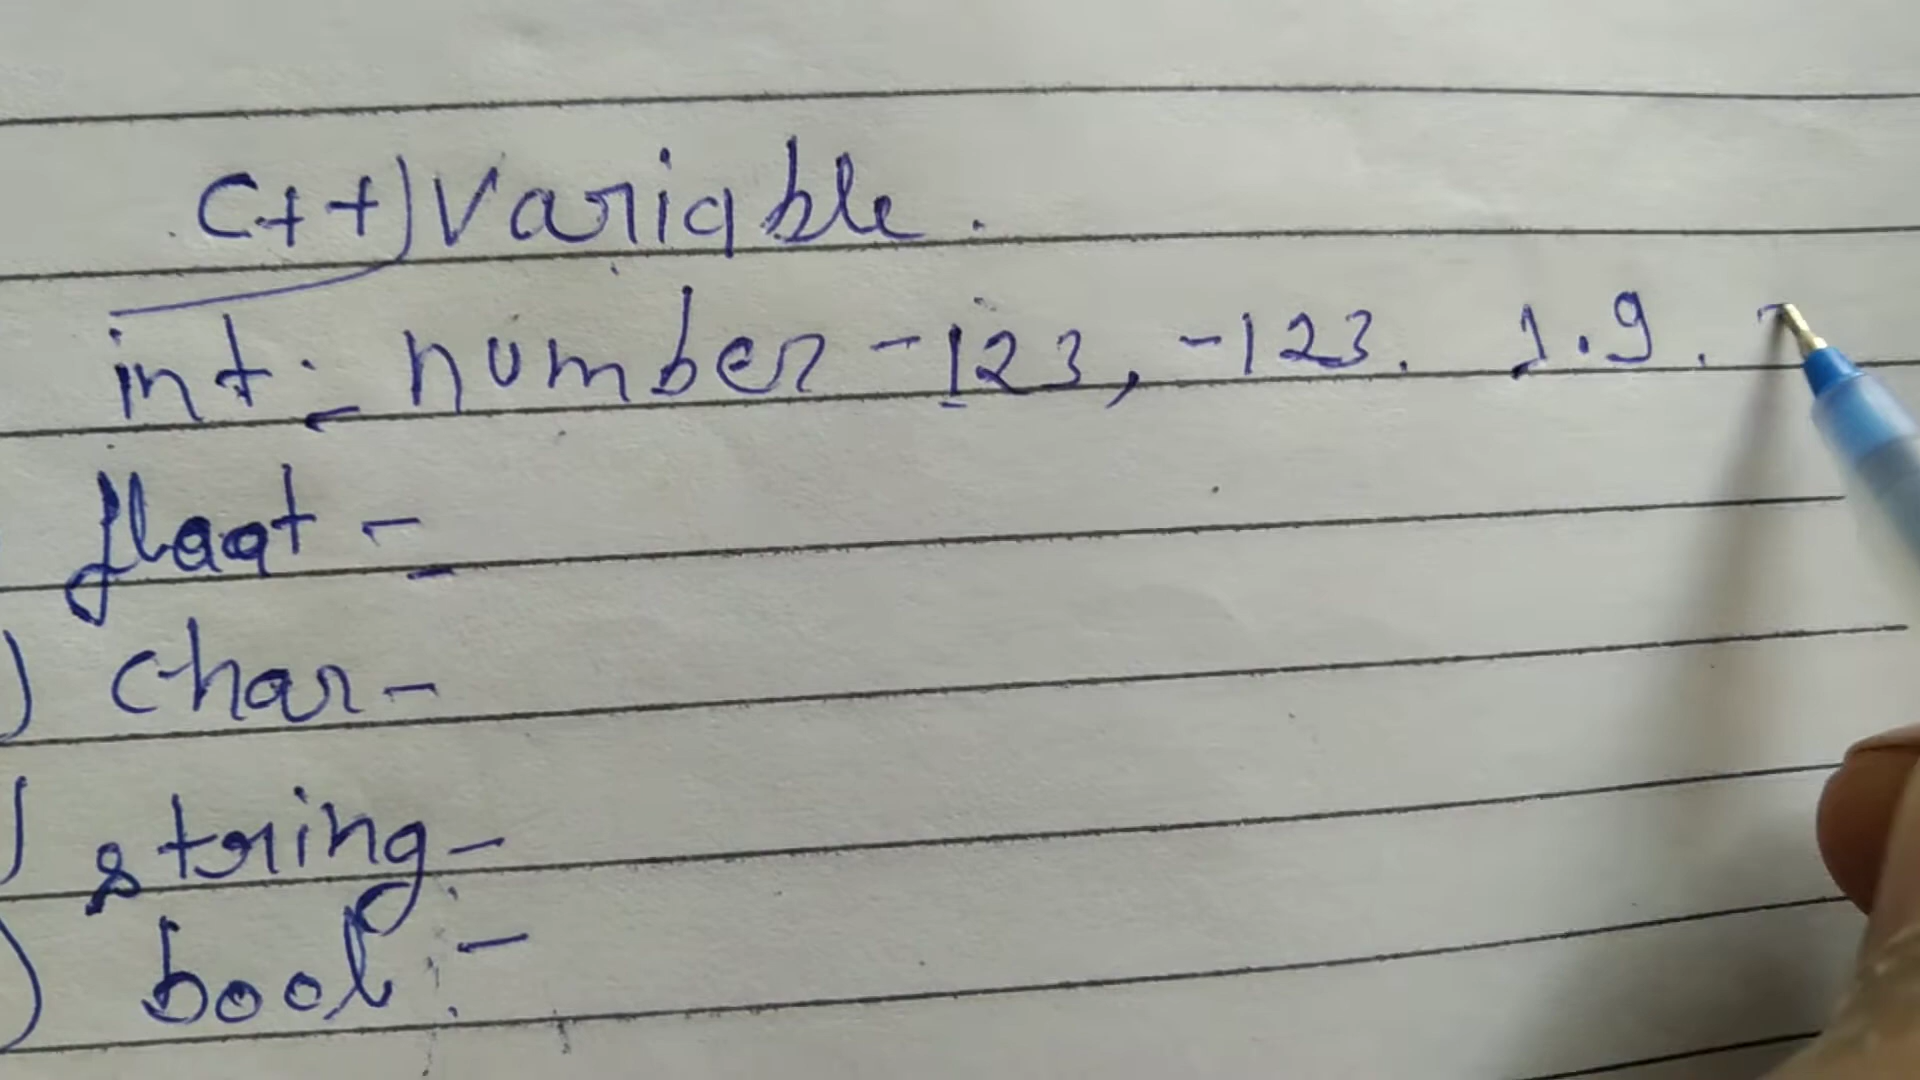 C++) Variable.
int:- number - 123, -123. 1.9.
float -
) char -
) string -
) bool :-